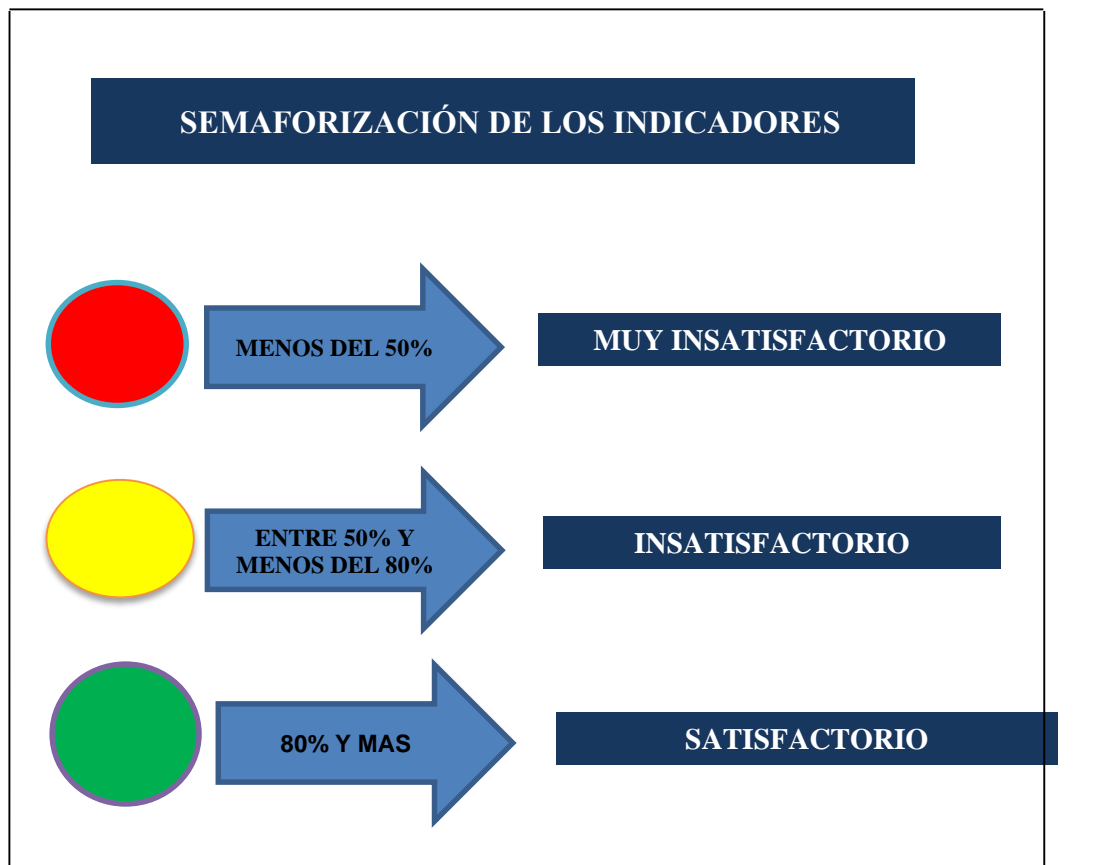 SEMAFORIZACIÓN DE LOS INDICADORES
MENOS DEL 50%
MUY INSATISFACTORIO
ENTRE 50% Y
MENOS DEL 80%
INSATISFACTORIO
80% Y MAS
SATISFACTORIO